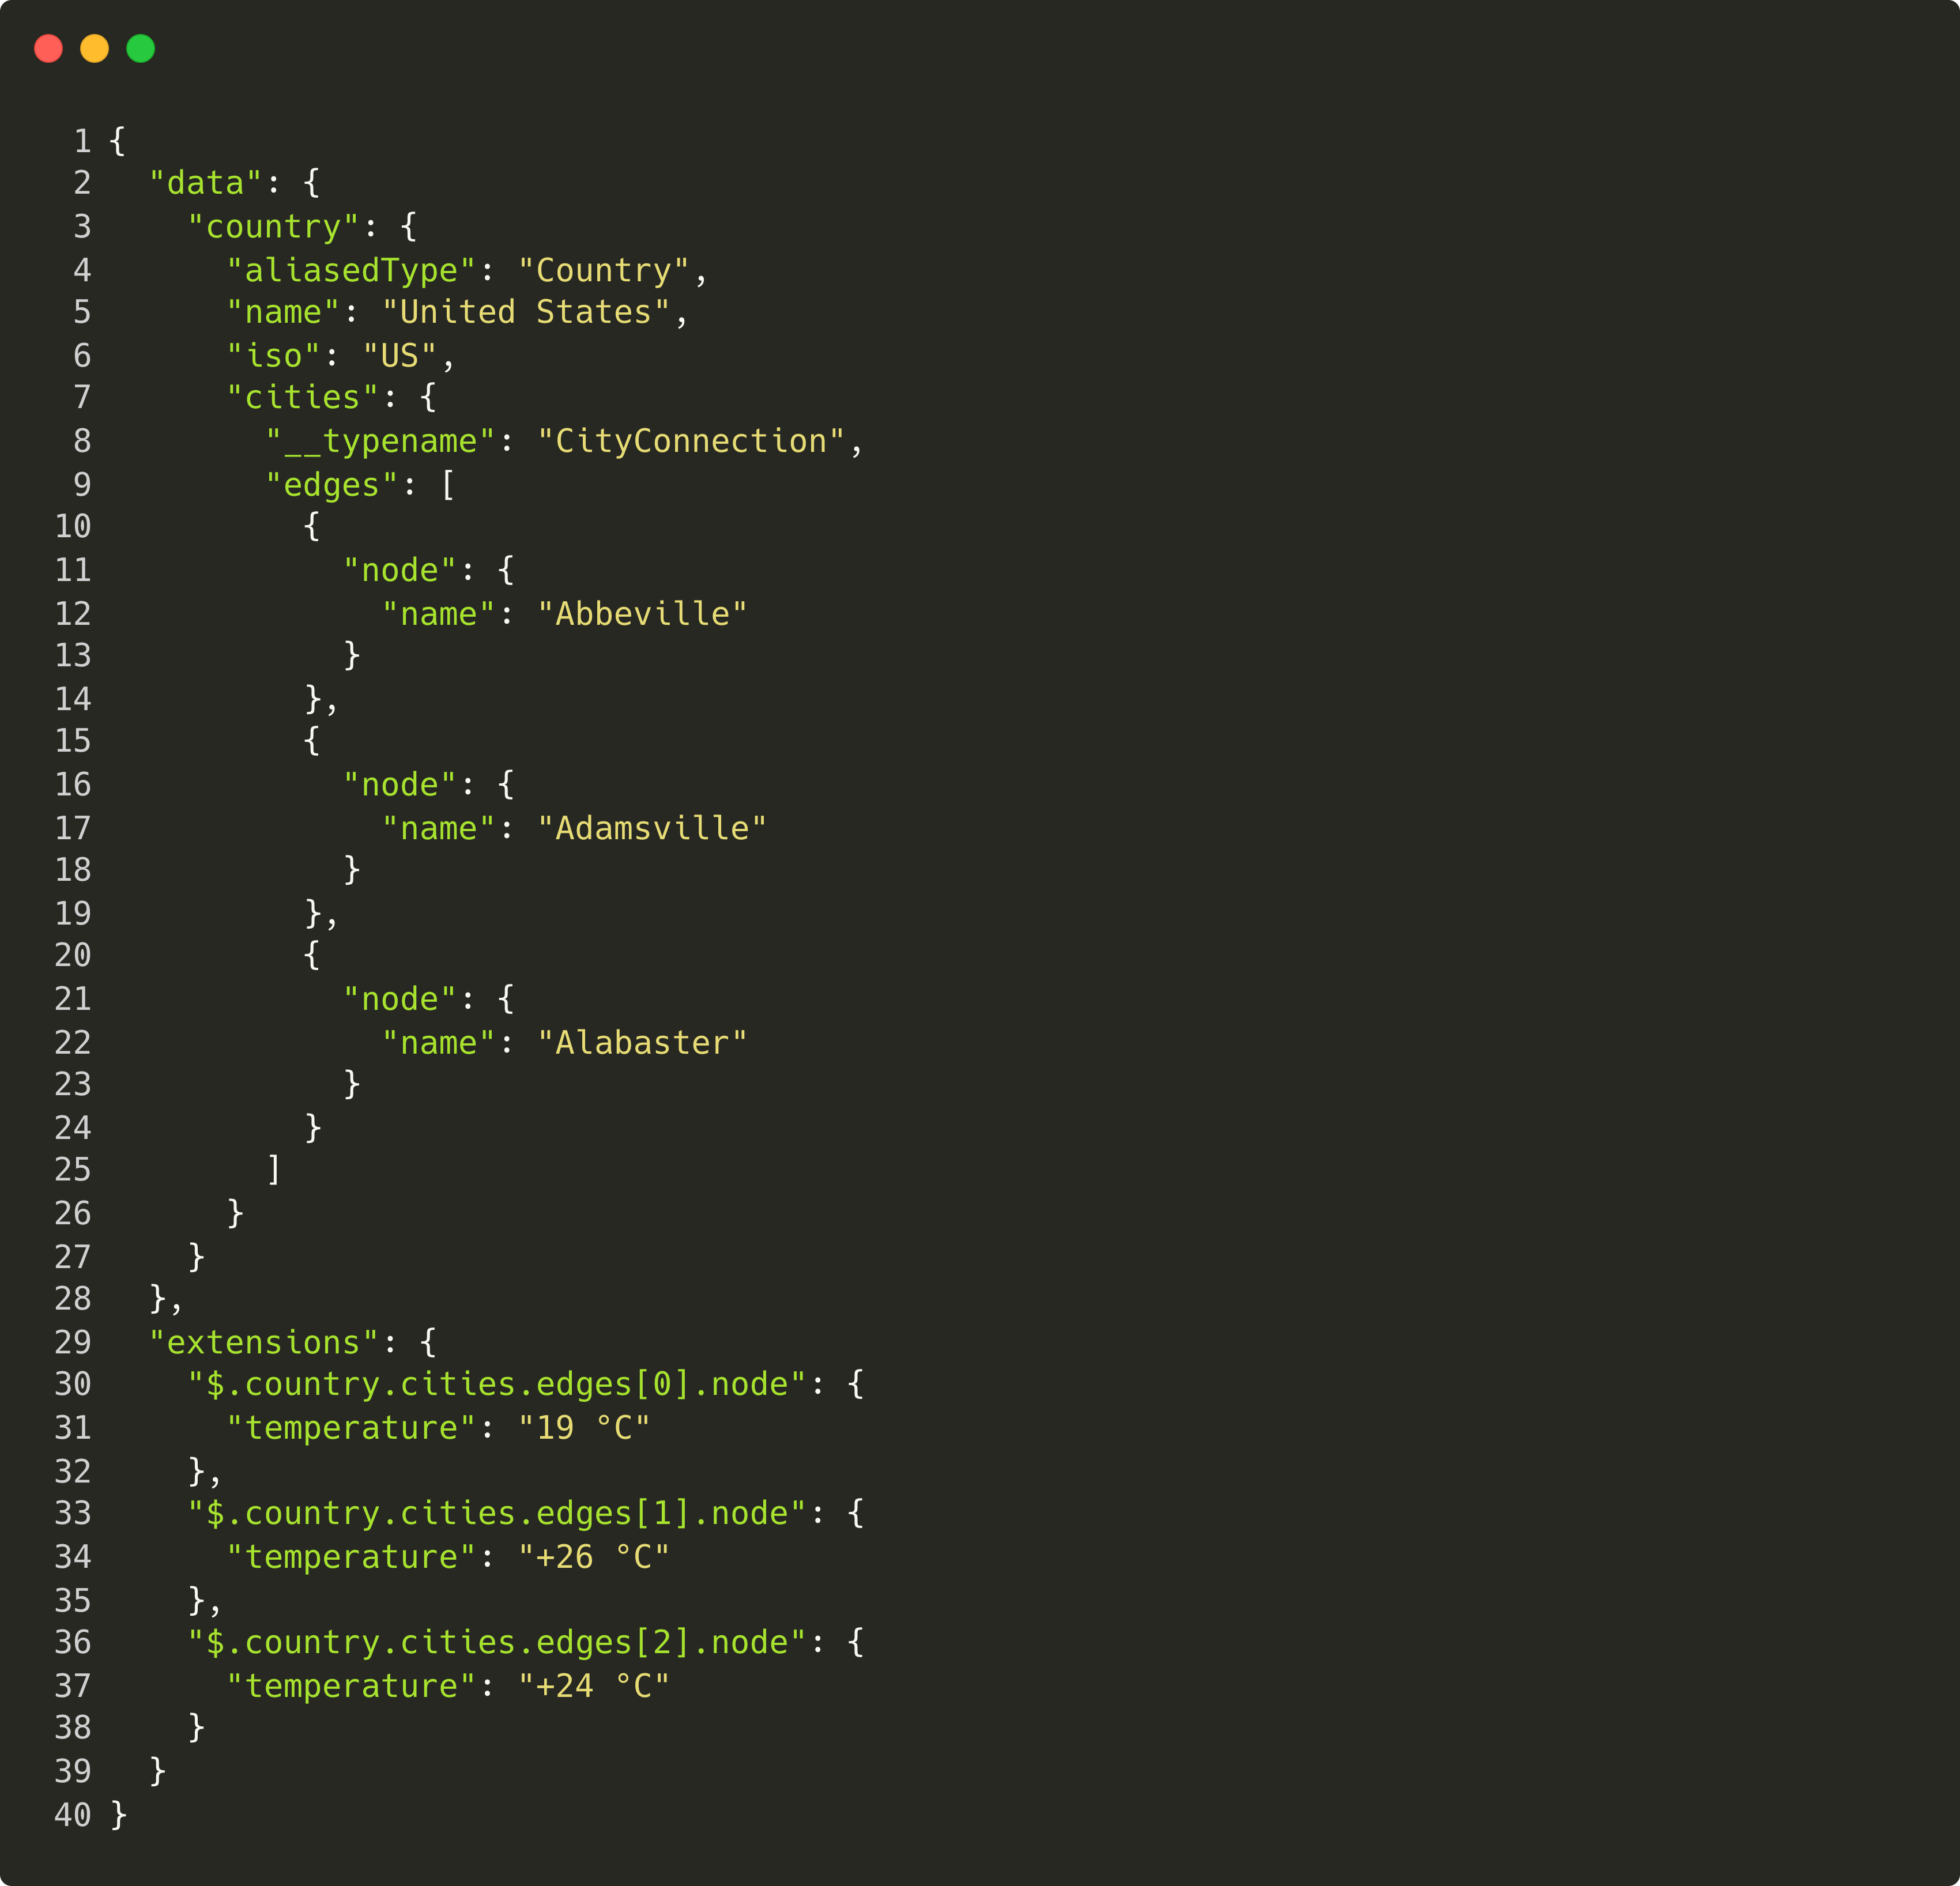 1 {
2   "data": {
3     "country": {
4       "aliasedType": "Country",
5       "name": "United States",
6       "iso": "US",
7       "cities": {
8         "__typename": "CityConnection",
9         "edges": [
10           {
11             "node": {
12               "name": "Abbeville"
13             }
14           },
15           {
16             "node": {
17               "name": "Adamsville"
18             }
19           },
20           {
21             "node": {
22               "name": "Alabaster"
23             }
24           }
25         ]
26       }
27     }
28   },
29   "extensions": {
30     "$.country.cities.edges[0].node": {
31       "temperature": "19 °C"
32     },
33     "$.country.cities.edges[1].node": {
34       "temperature": "+26 °C"
35     },
36     "$.country.cities.edges[2].node": {
37       "temperature": "+24 °C"
38     }
39   }
40 }